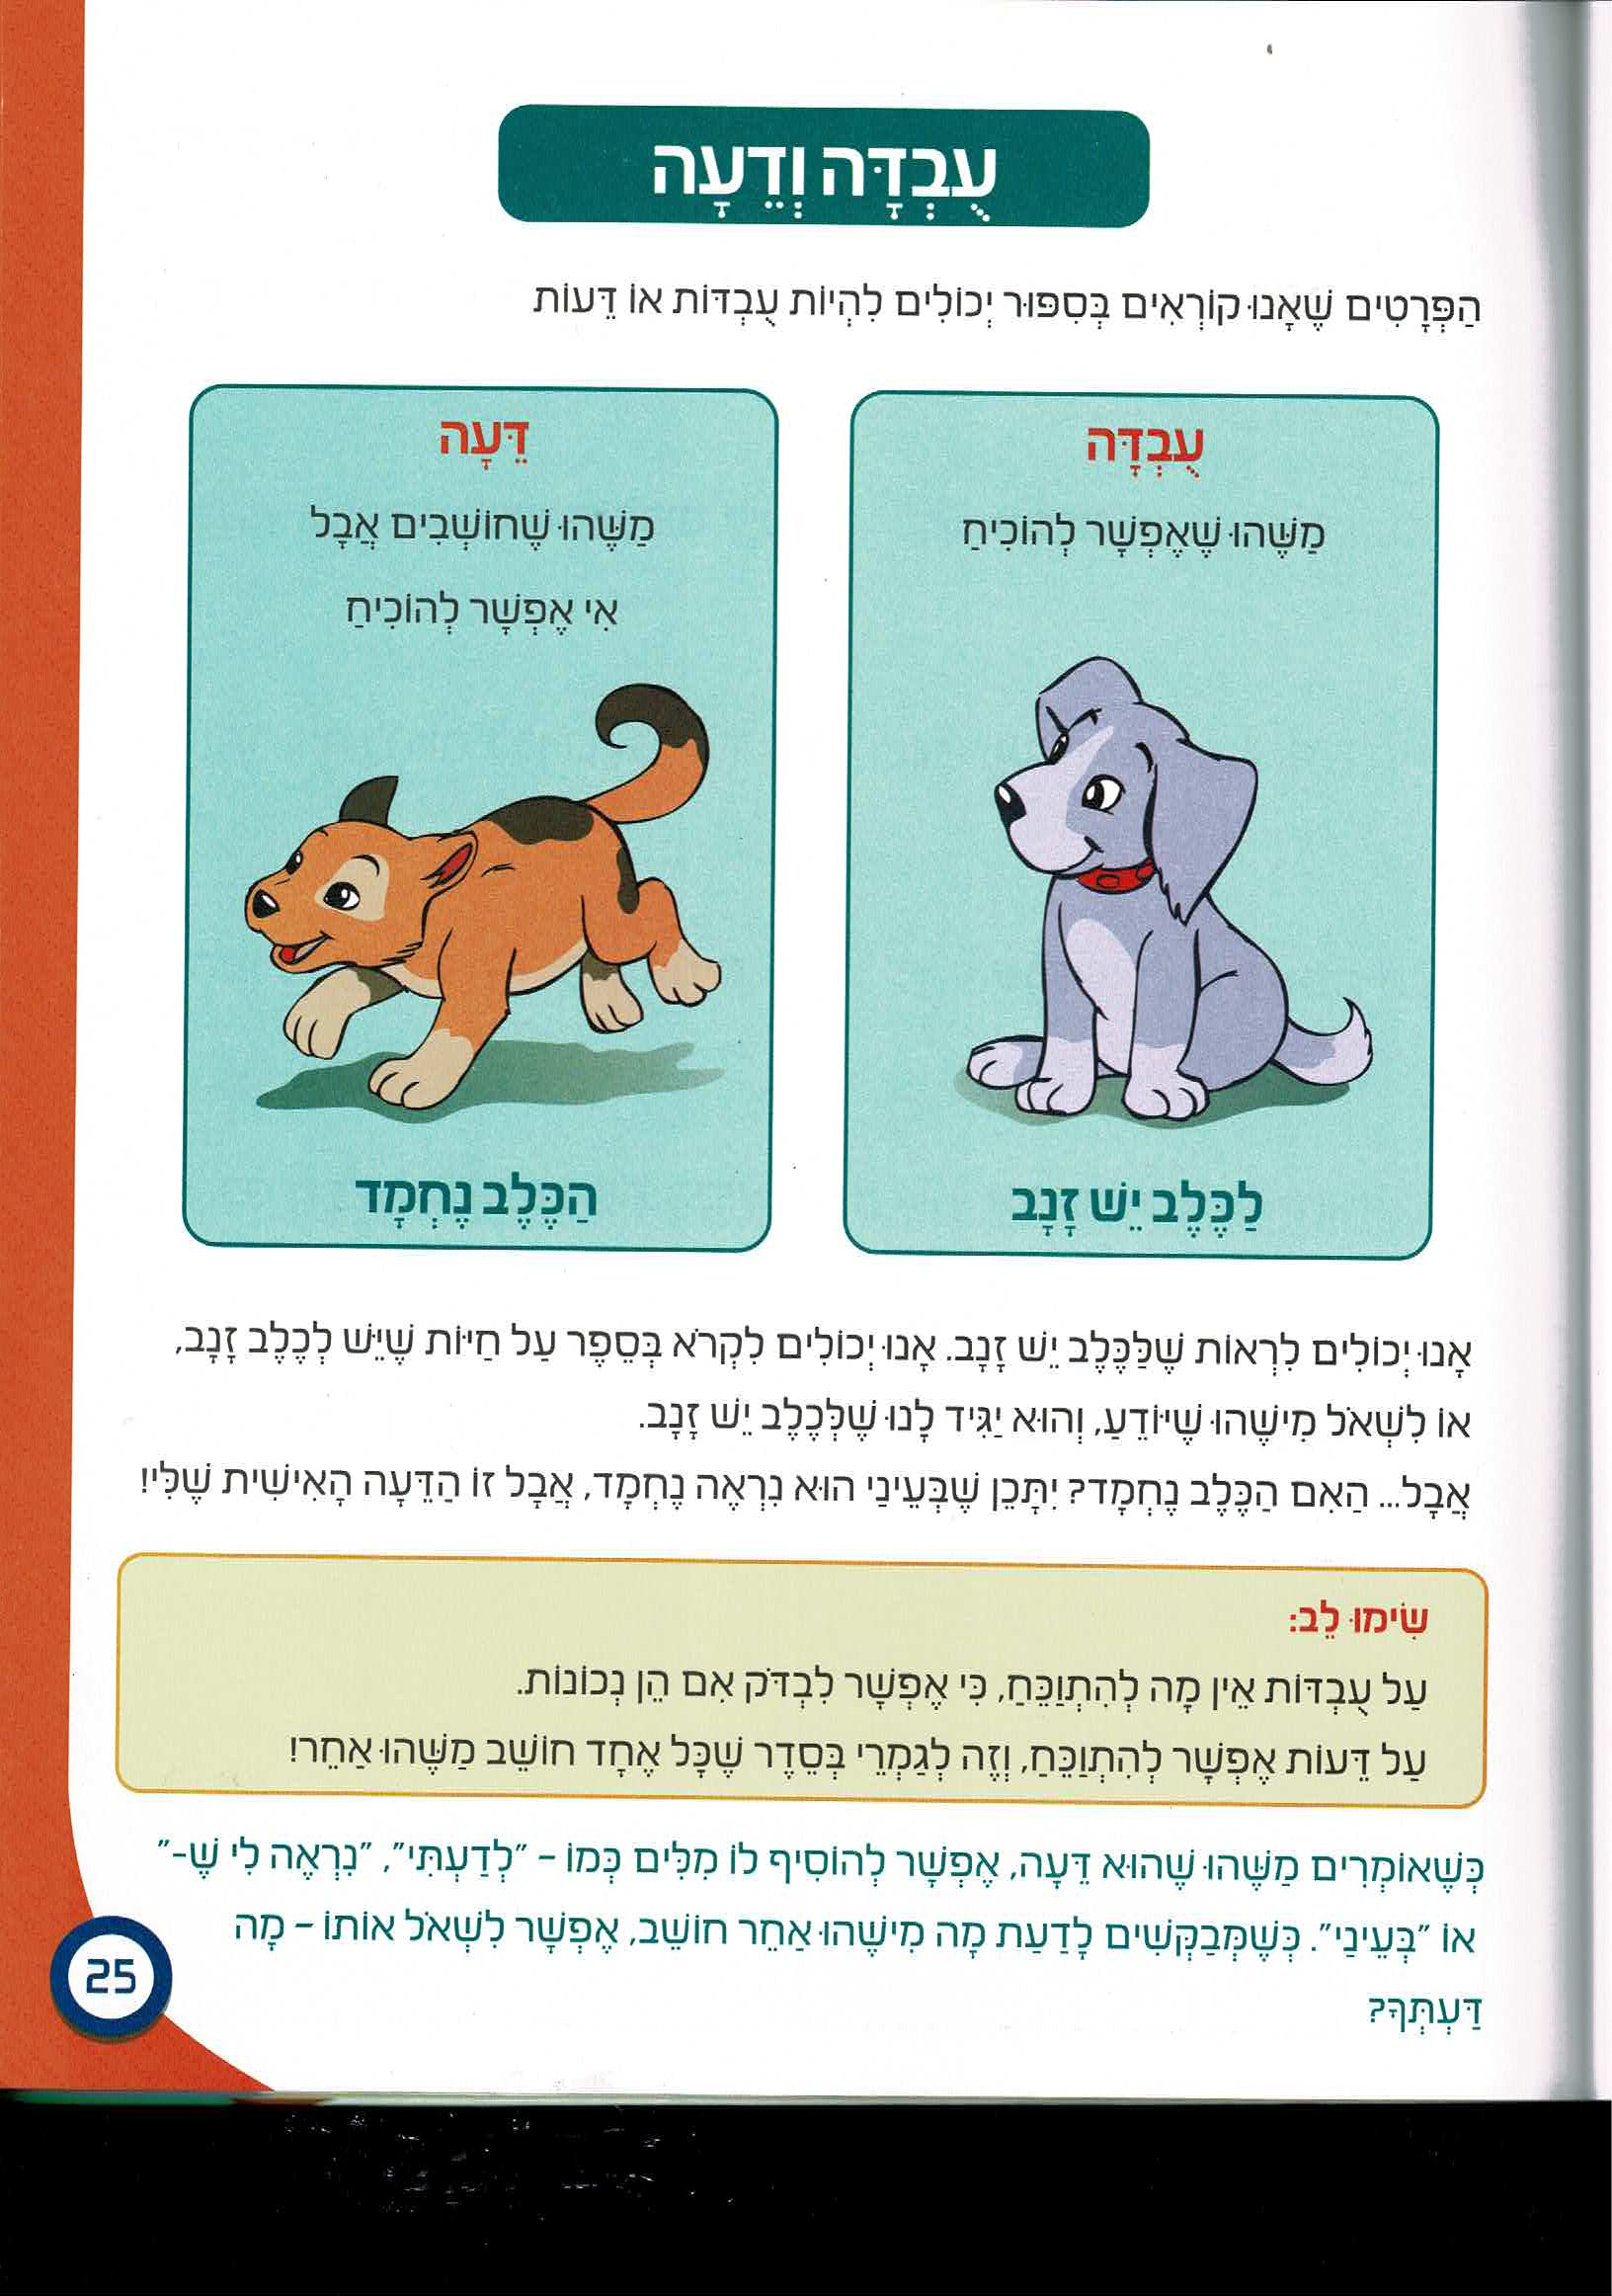 עֻבְדָּה וְדֵעָה
הַפְּרָטִים שֶׁאָנוּ קוֹרְאִים בְּסִפּוּר יְכוֹלִים לִהְיוֹת עֻבְדּוֹת אוֹ דֵּעוֹת
עֻבְדָּה
מַשֶּׁהוּ שֶׁאֶפְשָׁר לְהוֹכִיחַ
לַכֶּלֶב יֵשׁ זָנָב
דֵּעָה
מַשֶּׁהוּ שֶׁחוֹשְׁבִים אֲבָל
אִי אֶפְשָׁר לְהוֹכִיחַ
הַכֶּלֶב נֶחְמָד
אָנוּ יְכוֹלִים לִרְאוֹת שֶׁלַּכֶּלֶב יֵשׁ זָנָב. אָנוּ יְכוֹלִים לִקְרֹא בְּסֵפֶר עַל חַיּוֹת שֶׁיֵּשׁ לְכֶלֶב זָנָב,
אוֹ לִשְׁאֹל מִישֶׁהוּ שֶׁיּוֹדֵעַ, וְהוּא יַגִּיד לָנוּ שֶׁלְּכֶלֶב יֵשׁ זָנָב.
אֲבָל... הַאִם הַכֶּלֶב נֶחְמָד? יִתָּכֵן שֶׁבְּעֵינַי הוּא נִרְאֶה נֶחְמָד, אֲבָל זוֹ הַדֵּעָה הָאִישִׁית שֶׁלִּי!
שִׂימוּ לֵב:
עַל עֻבְדּוֹת אֵין מָה לְהִתְוַכֵּחַ, כִּי אֶפְשָׁר לִבְדֹּק אִם הֵן נְכוֹנוֹת.
עַל דֵּעוֹת אֶפְשָׁר לְהִתְוַכֵּחַ, וְזֶה לְגַמְרֵי בְּסֵדֶר שֶׁכָּל אֶחָד חוֹשֵׁב מַשֶּׁהוּ אַחֵר!
כְּשֶׁאוֹמְרִים מַשֶּׁהוּ שֶׁהוּא דֵּעָה, אֶפְשָׁר לְהוֹסִיף לוֹ מִלִּים כְּמוֹ – "לְדַעְתִּי", "נִרְאֶה לִי שֶׁ-"
אוֹ "בְּעֵינַי". כְּשֶׁמְּבַקְּשִׁים לָדַעַת מָה מִישֶׁהוּ אַחֵר חוֹשֵׁב, אֶפְשָׁר לִשְׁאֹל אוֹתוֹ – מָה
דַּעְתְּךָ?
25